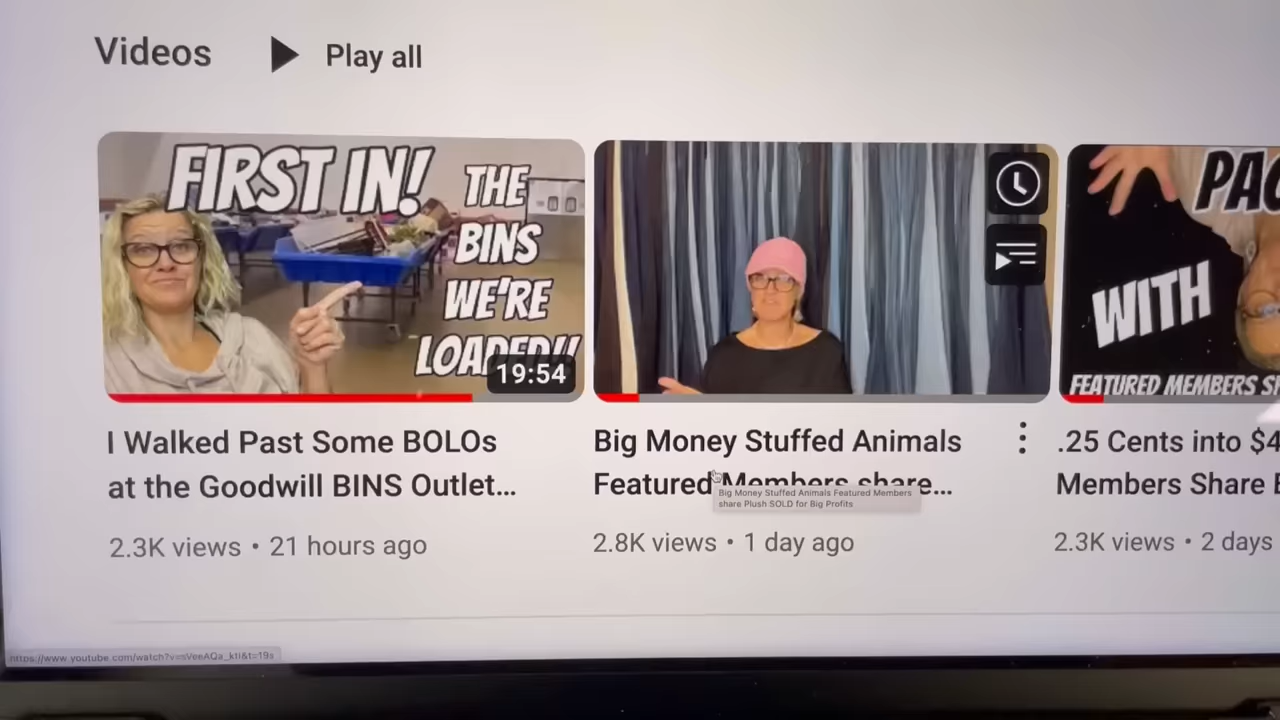 Videos
Play all
FIRST IN!
THE
BINS
WE'RE
LOADED!!
19:54
WITH
FEATURED MEMBERS
I Walked Past Some BOLOs
at the Goodwill BINS Outlet...
2.3K views • 21 hours ago
Big Money Stuffed Animals
Featured Members share...
Big Money Stuffed Animals Featured Members
share Plush SOLD for Big Profits
2.8K views • 1 day ago
.25 Cents into $4
Members Share
2.3K views • 2 days